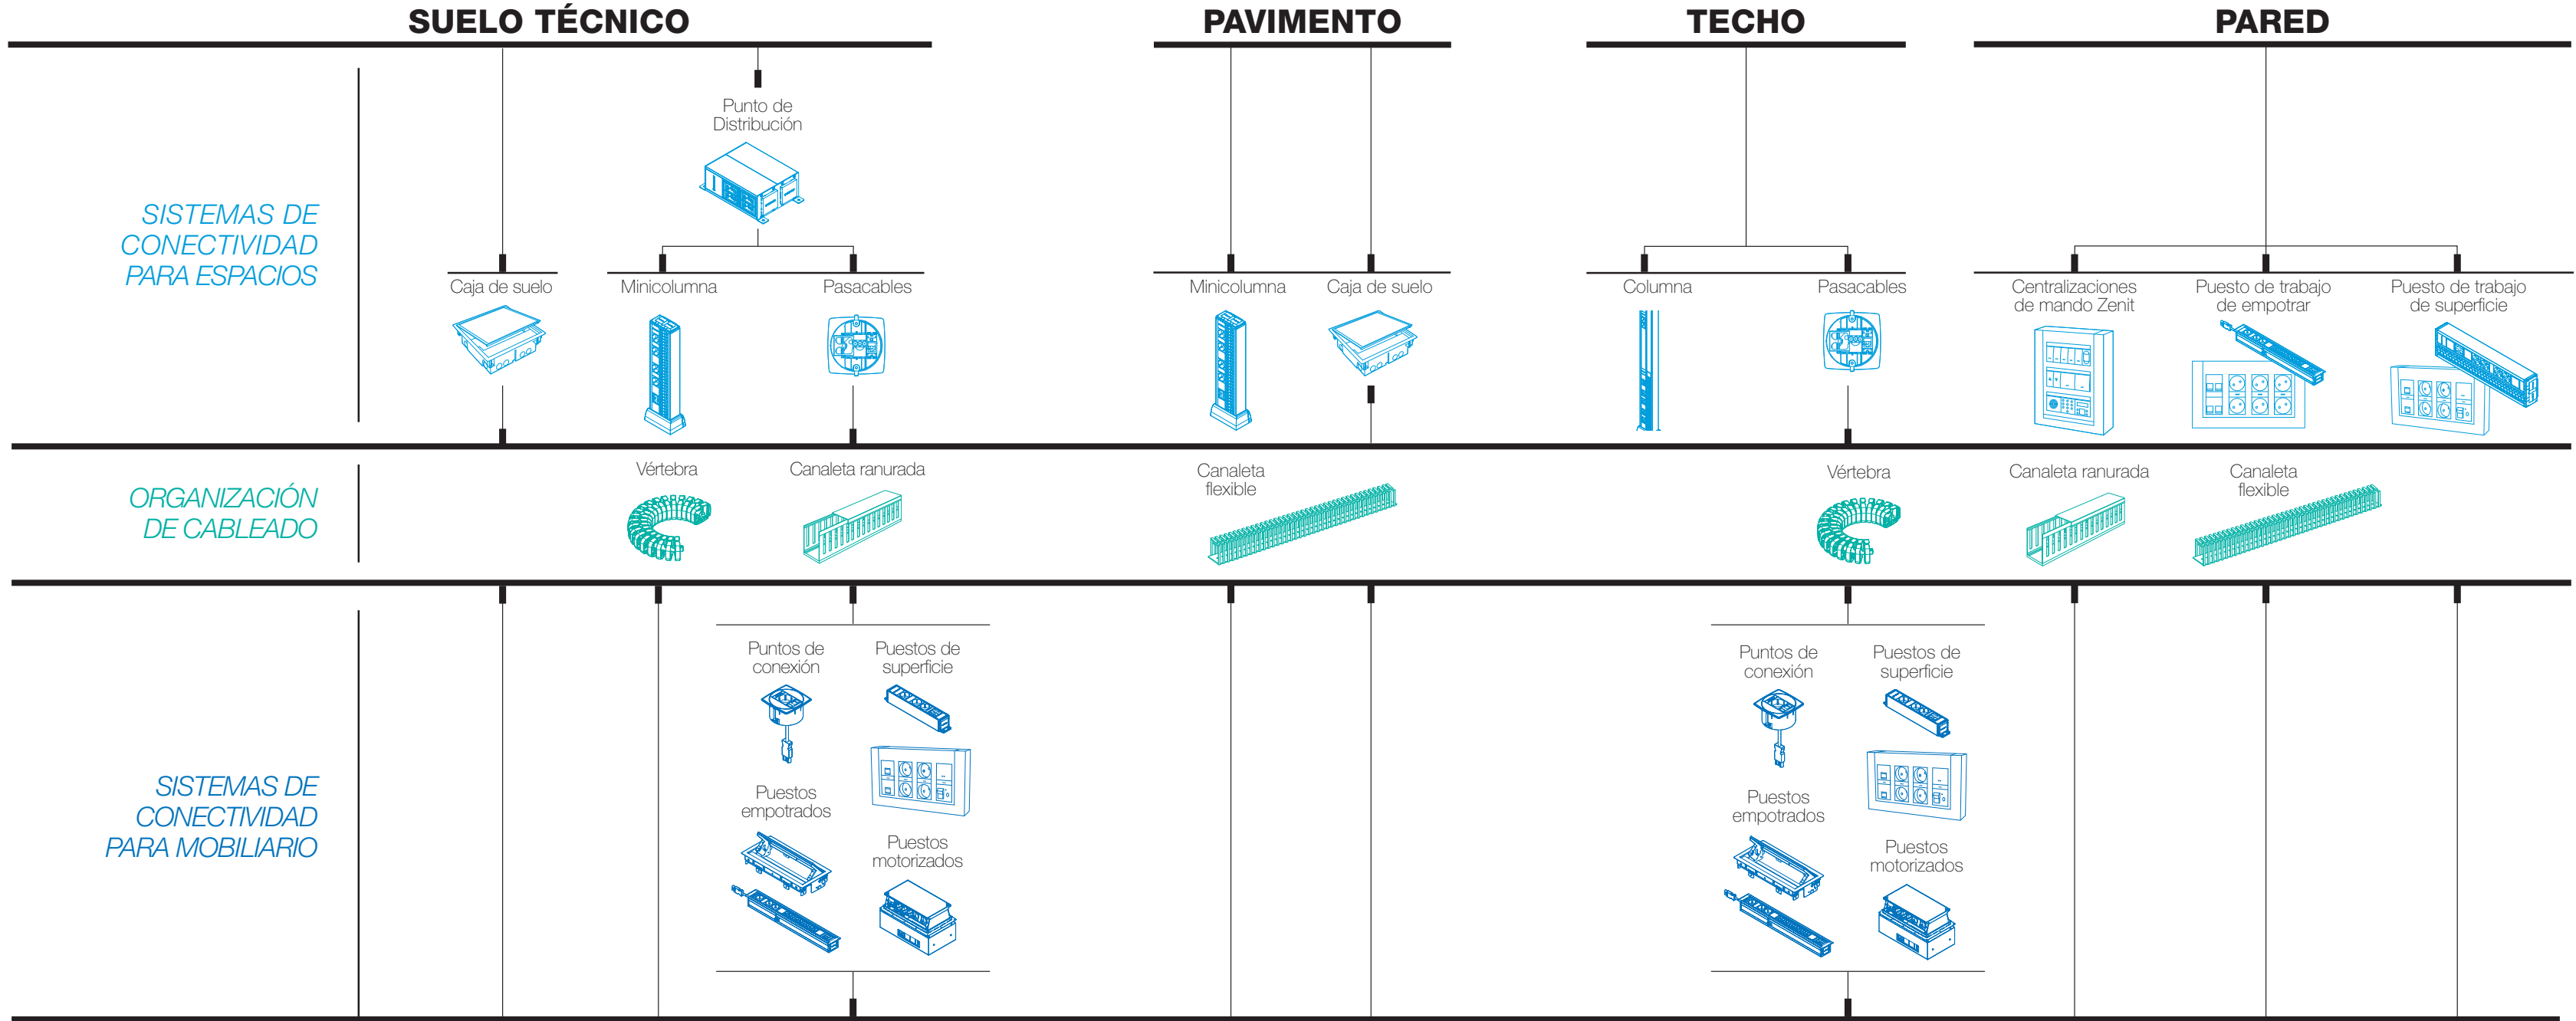 SUELO TÉCNICO
PAVIMENTO
TECHO
PARED
SISTEMAS DE
CONECTIVIDAD
PARA ESPACIOS
Punto de
Distribución
Caja de suelo
Minicolumna
Pasacables
Minicolumna
Caja de suelo
Columna
Pasacables
Centralizaciones
de mando Zenit
Puesto de trabajo
de empotrar
Puesto de trabajo
de superficie
ORGANIZACIÓN
DE CABLEADO
Vértebra
Canaleta ranurada
Canaleta
flexible
Vértebra
Canaleta ranurada
Canaleta
flexible
SISTEMAS DE
CONECTIVIDAD
PARA MOBILIARIO
Puntos de
conexión
Puestos de
superficie
Puestos
empotrados
Puestos
motorizados
Puntos de
conexión
Puestos de
superficie
Puestos
empotrados
Puestos
motorizados